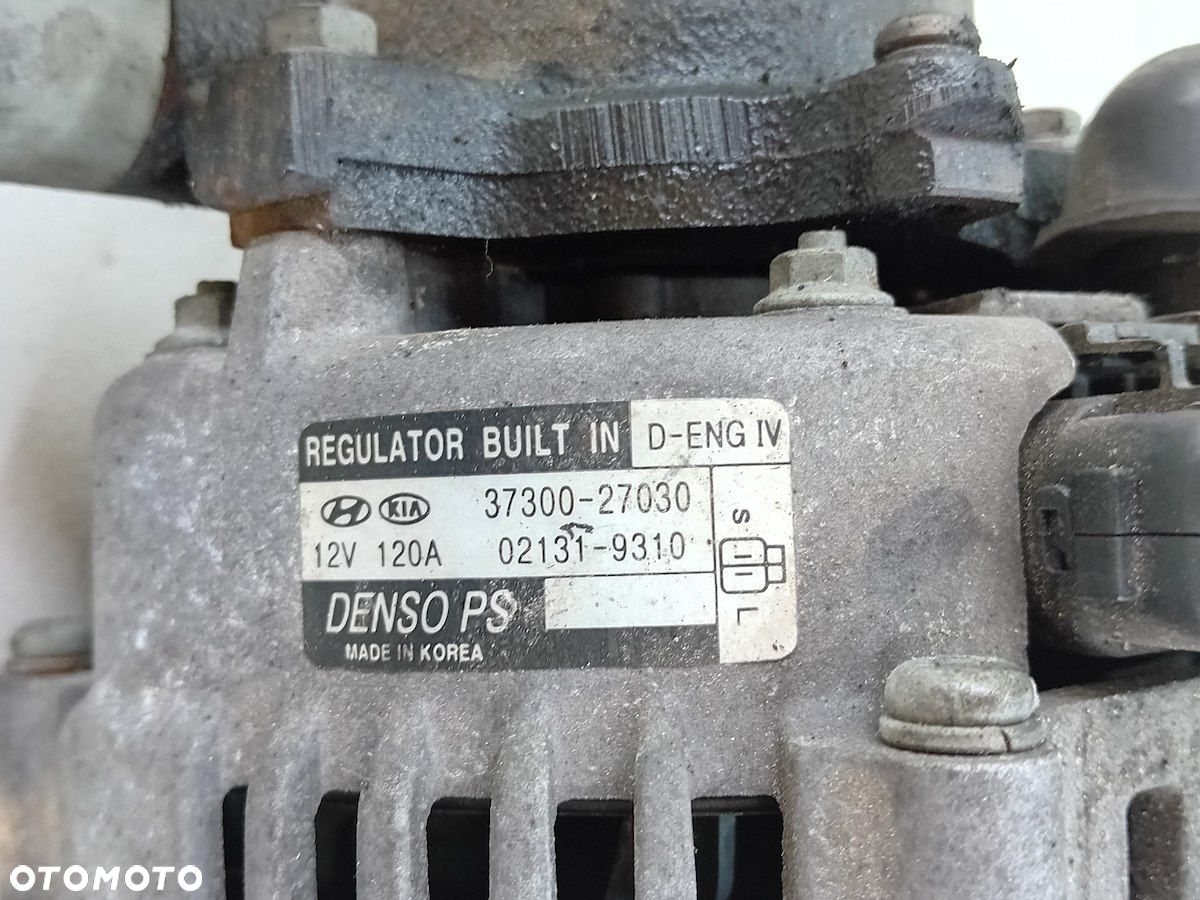 REGULATOR BUILT IN D-ENG IV
KIA 37300-27030
12V 120A 02131-9310
S
L
DENSO PS
MADE IN KOREA
OTOMOTO